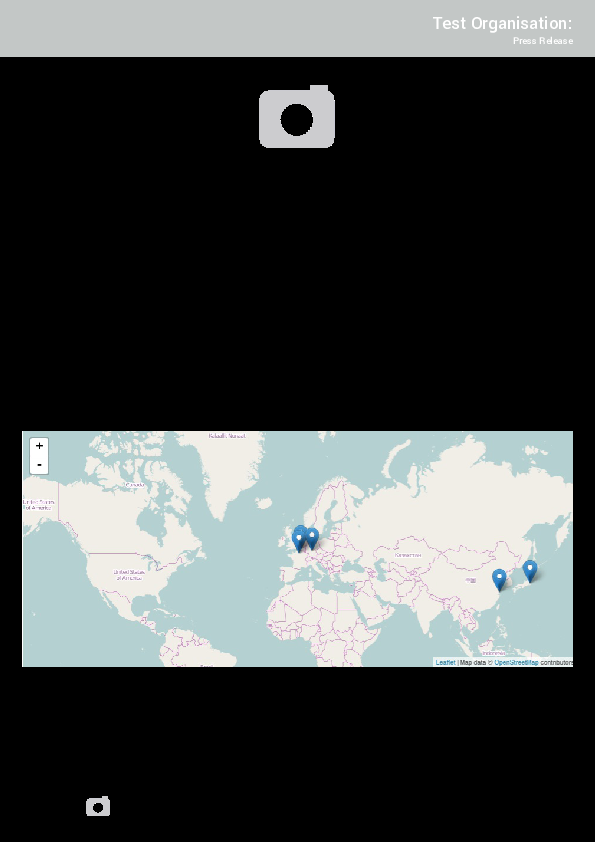 Test Organisation:
Press Release
+
-
Kalaallit Nunaat
Canada
United States
of America
United States
of America
Leaflet | Map data © OpenStreetMap contributors